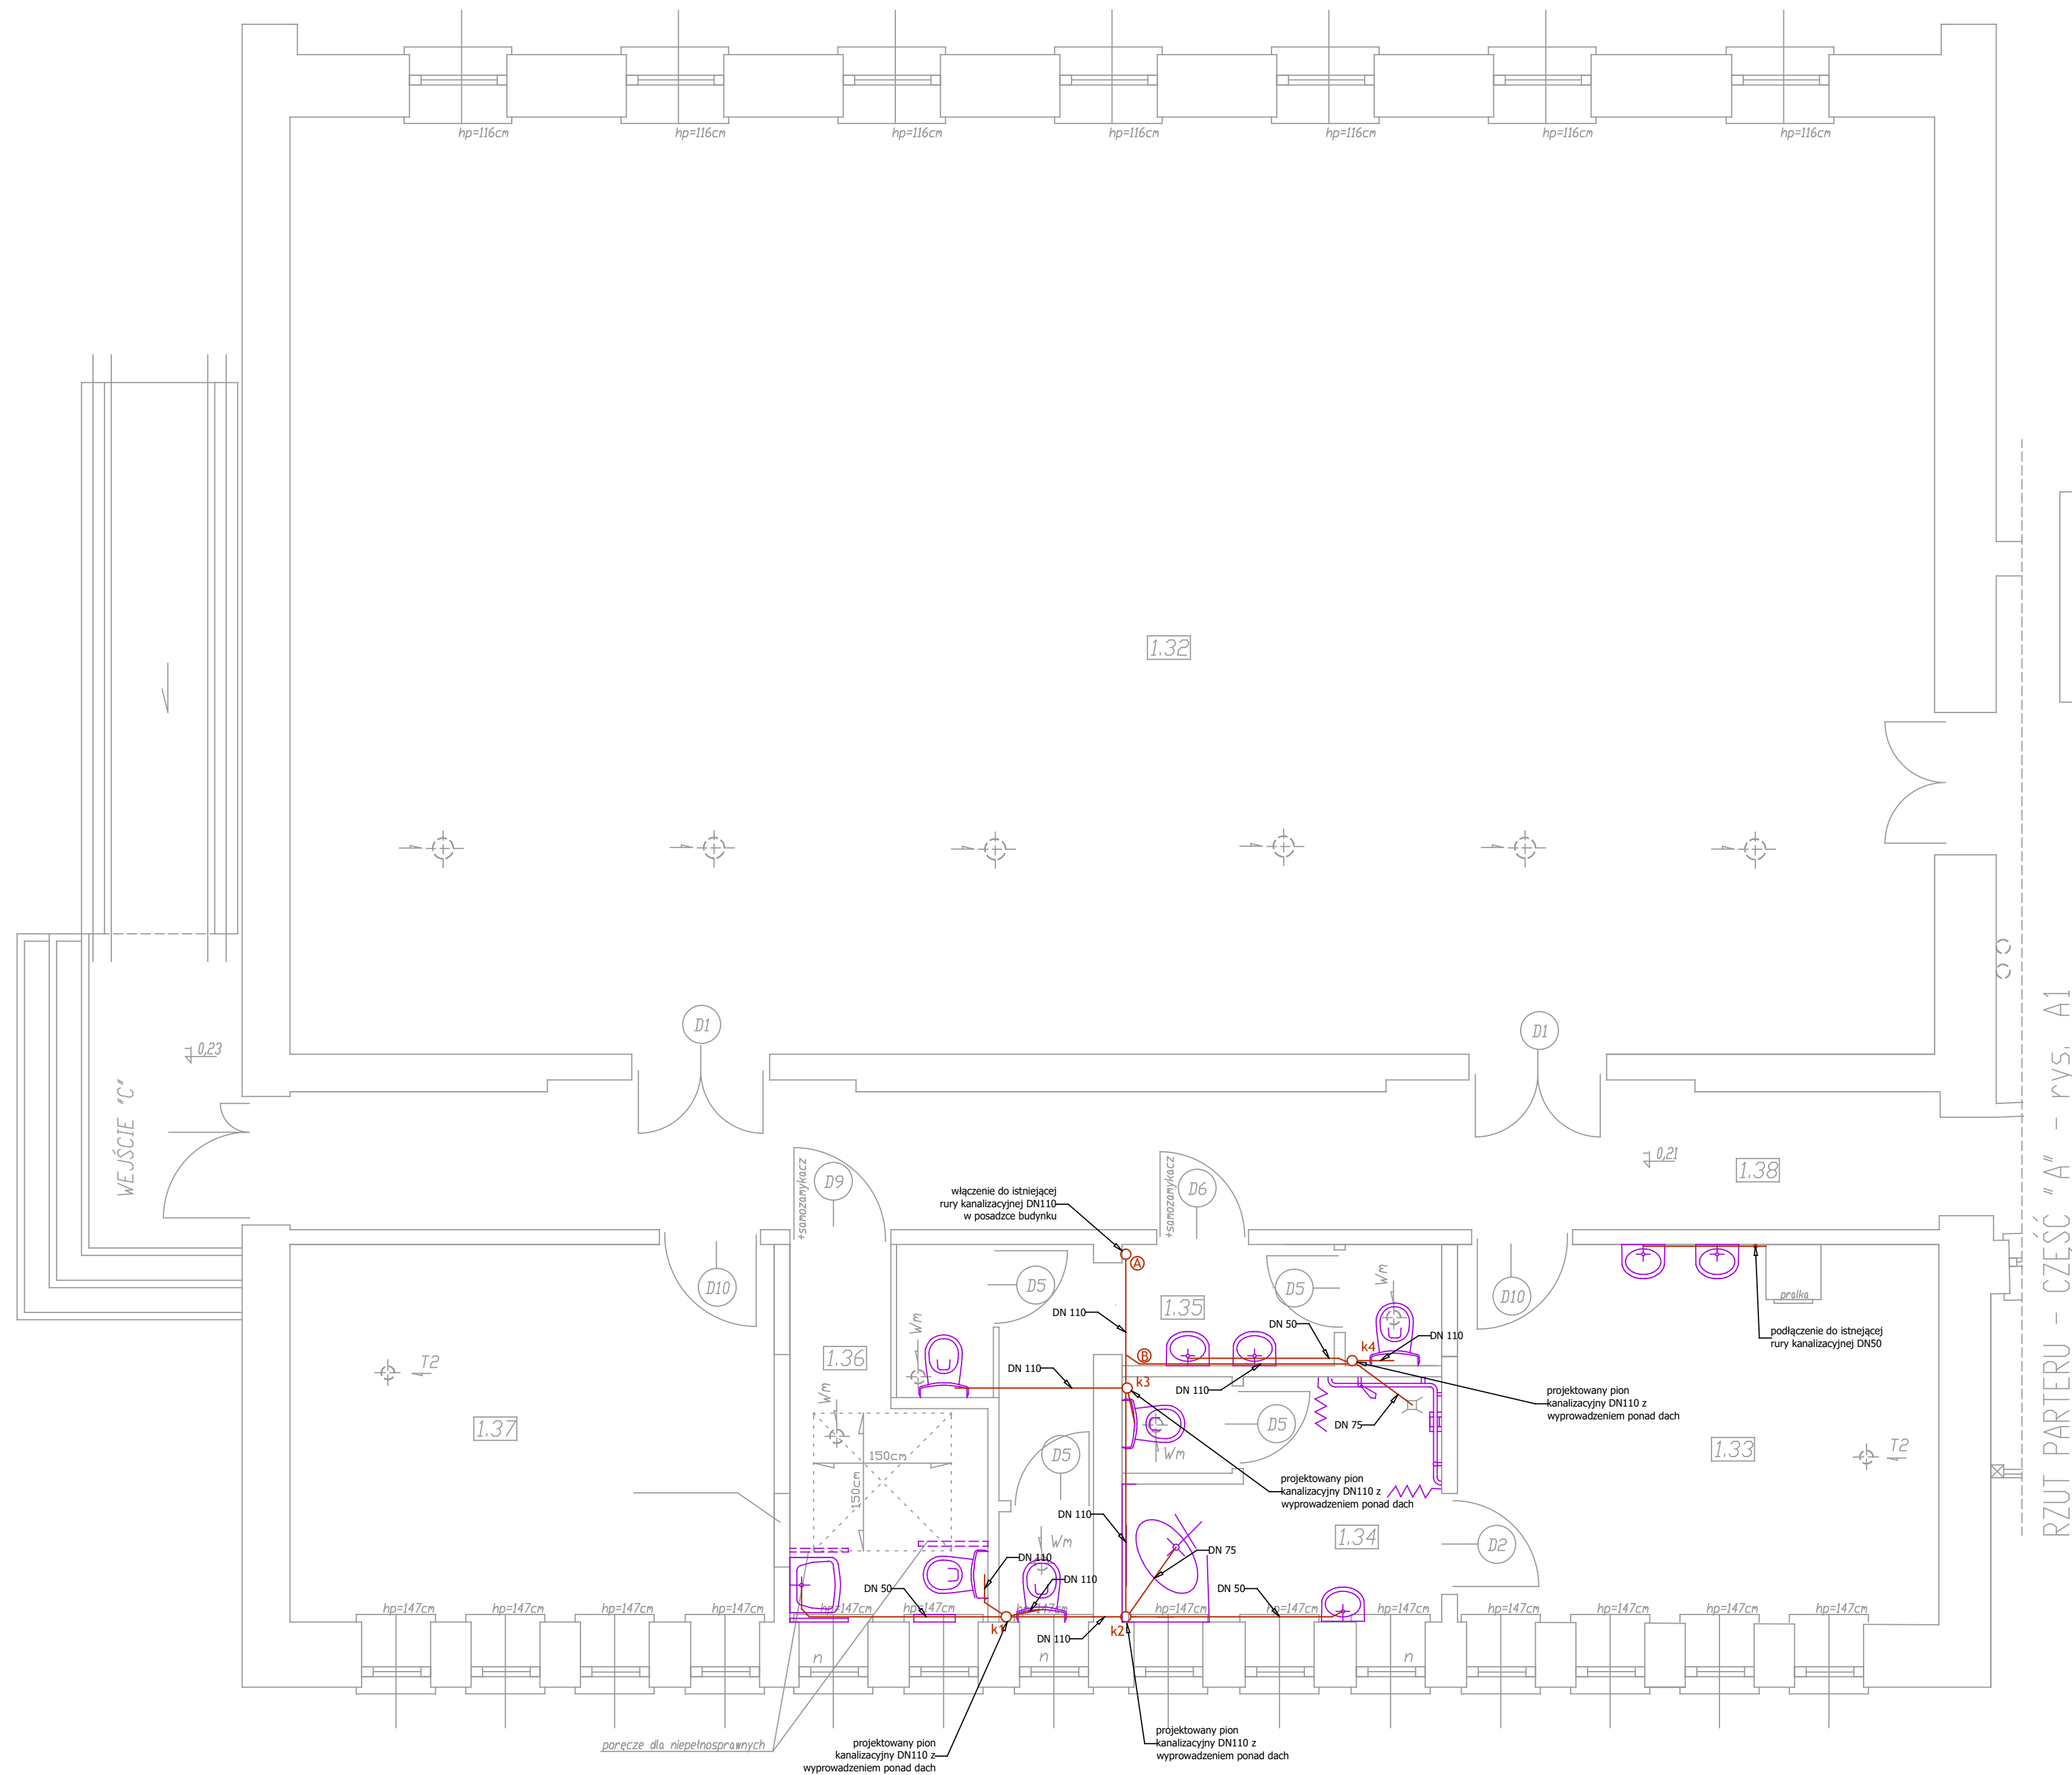 hp=116cm
hp=116cm
hp=116cm
hp=116cm
hp=116cm
hp=116cm
hp=116cm
1.32
D1
D1
0,23
WEJŚCIE "C"
RZUT PARTERU - CZEŚĆ "A" - rys. A1
0,21
1.38
+samozamykacz
D9
+samozamykacz
D6
włączenie do istniejącej
rury kanalizacyjnej DN110
w posadzce budynku
A
D10
D5
D5
D10
Wm
Wm
pralka
1.35
DN 110
DN 50
DN 110
k4
podłączenie do istniejącej
rury kanalizacyjnej DN50
B
T2
1.36
DN 110
k3
DN 110
Wm
projektowany pion
kanalizacyjny DN110 z
wyprowadzeniem ponad dach
1.37
D5
DN 75
1.33
T2
150cm
150cm
D5
Wm
projektowany pion
kanalizacyjny DN110 z
wyprowadzeniem ponad dach
DN 110
1.34
D2
Wm
DN 110
DN 75
DN 110
DN 50
DN 50
hp=147cm
hp=147cm
hp=147cm
hp=147cm
hp=147cm
hp=147cm
hp=147cm
hp=147cm
hp=147cm
hp=147cm
hp=147cm
hp=147cm
hp=147cm
hp=147cm
k1
k2
DN 110
n
n
n
poręcze dla niepełnosprawnych
projektowany pion
kanalizacyjny DN110 z
wyprowadzeniem ponad dach
projektowany pion
kanalizacyjny DN110 z
wyprowadzeniem ponad dach